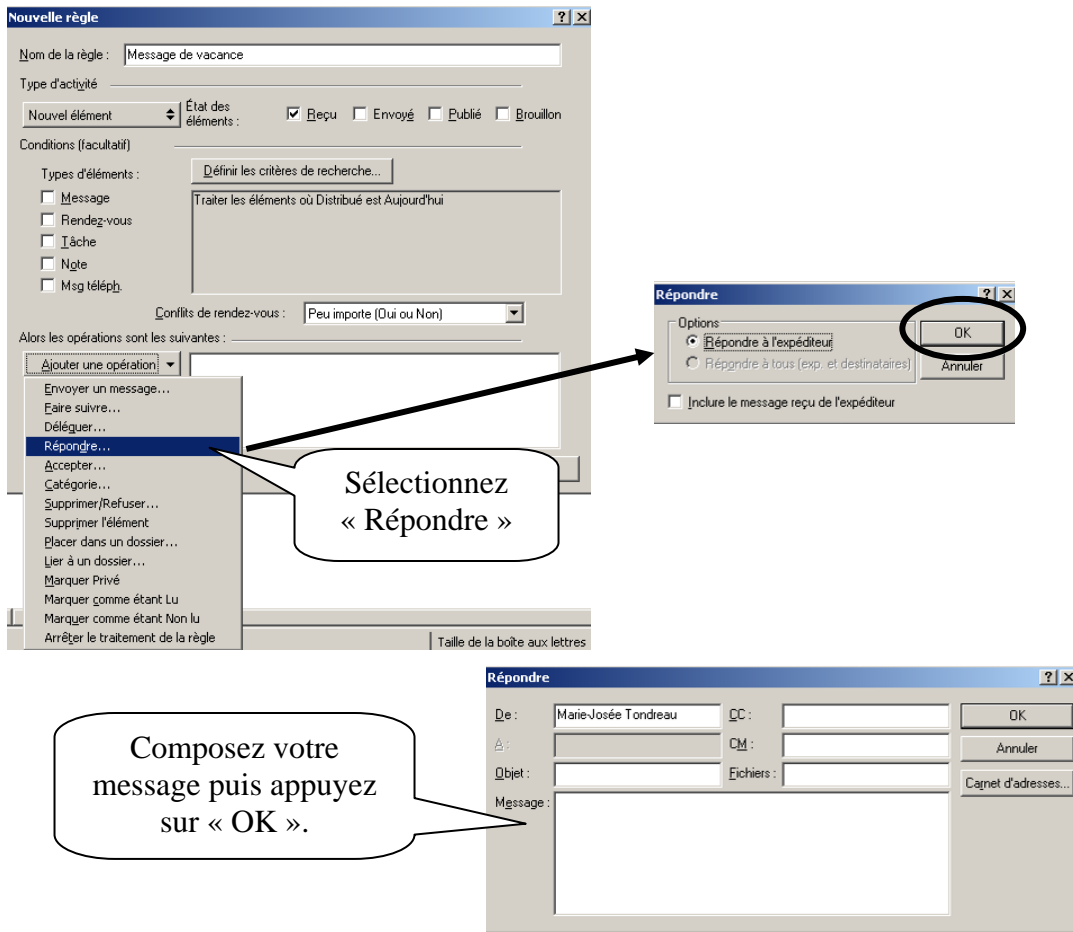 Nouvelle règle
Nom de la règle : Message de vacance
Type d'activité
Nouvel élément État des éléments : Reçu Envoyé Publié Brouillon
Conditions (facultatif)
Types d'éléments : Définir les critères de recherche...
Message
Rendez-vous
Tâche
Note
Msg téléph.
Traiter les éléments où Distribué est Aujourd'hui
Conflits de rendez-vous : Peu importe (Oui ou Non)
Alors les opérations sont les suivantes :
Ajouter une opération
Envoyer un message...
Faire suivre...
Déléguer...
Répondre...
Accepter...
Catégorie...
Supprimer/Refuser...
Supprimer l'élément
Placer dans un dossier...
Lier à un dossier...
Marquer Privé
Marquer comme étant Lu
Marquer comme étant Non lu
Arrêter le traitement de la règle
Taille de la boîte aux lettres
Sélectionnez
« Répondre »
Répondre
Options
Répondre à l'expéditeur
Répondre à tous (exp. et destinataires)
Inclure le message reçu de l'expéditeur
OK
Annuler
Composez votre
message puis appuyez
sur « OK ».
Répondre
De : Marie-Josée Tondreau CC :
A : CM :
Objet : Fichiers :
Message :
OK
Annuler
Carnet d'adresses...